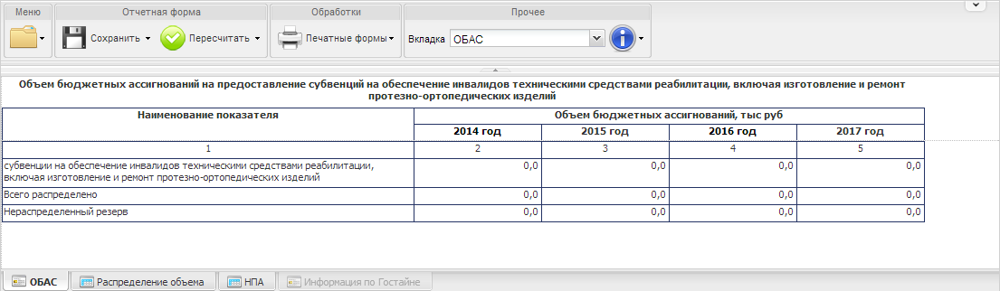 Меню
Отчетная форма
Обработки
Прочее
Сохранить
Пересчитать
Печатные формы
Вкладка
ОБАС
Объем бюджетных ассигнований на предоставление субвенций на обеспечение инвалидов техническими средствами реабилитации, включая изготовление и ремонт
протезно-ортопедических изделий
Наименование показателя
Объем бюджетных ассигнований, тыс руб
2014 год
2015 год
2016 год
2017 год
1
2
3
4
5
субвенции на обеспечение инвалидов техническими средствами реабилитации,
включая изготовление и ремонт протезно-ортопедических изделий
0,0
0,0
0,0
0,0
Всего распределено
0,0
0,0
0,0
0,0
Нераспределенный резерв
0,0
0,0
0,0
0,0
ОБАС
Распределение объема
НПА
Информация по Гостайне